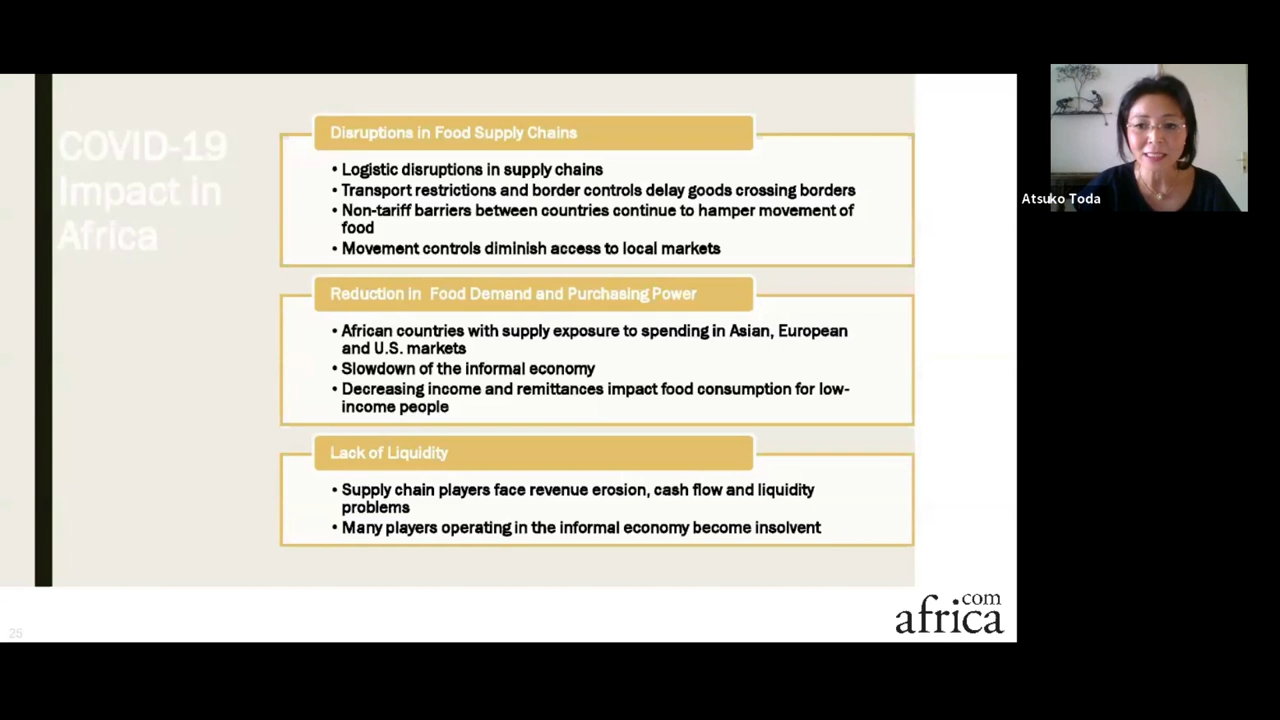 COVID-19
Impact in
Africa
Disruptions in Food Supply Chains
• Logistic disruptions in supply chains
• Transport restrictions and border controls delay goods crossing borders
• Non-tariff barriers between countries continue to hamper movement of
food
• Movement controls diminish access to local markets
Reduction in Food Demand and Purchasing Power
• African countries with supply exposure to spending in Asian, European
and U.S. markets
• Slowdown of the informal economy
• Decreasing income and remittances impact food consumption for low-
income people
Lack of Liquidity
• Supply chain players face revenue erosion, cash flow and liquidity
problems
• Many players operating in the informal economy become insolvent
25
africa.com
Atsuko Toda